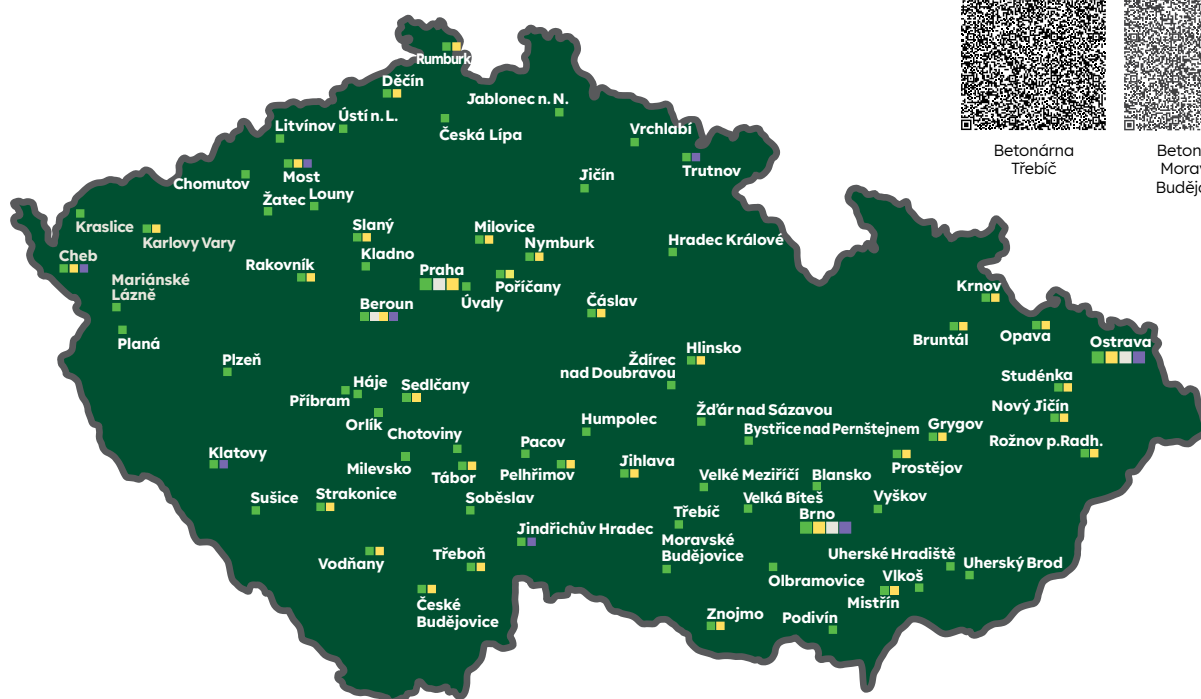 Rumburk
Děčín
Jablonec n. N.
Ústí n. L.
Česká Lípa
Litvínov
Vrchlabí
Betonárna
Třebíč
Most
Trutnov
Chomutov
Jičín
Žatec
Louny
Kraslice
Karlovy Vary
Slaný
Milovice
Nymburk
Hradec Králové
Cheb
Kladno
Rakovník
Praha
Poříčany
Mariánské
Lázně
Úvaly
Krnov
Beroun
Čáslav
Planá
Bruntál
Opava
Ostrava
Hlinsko
Plzeň
Ždírec
nad Doubravou
Studénka
Háje
Sedlčany
Příbram
Orlík
Humpolec
Žďár nad Sázavou
Nový Jičín
Chotoviny
Bystřice nad Pernštejnem
Grygov
Rožnov p.Radh.
Klatovy
Milevsko
Pacov
Jihlava
Tábor
Pelhřimov
Velké Meziříčí
Blansko
Prostějov
Sušice
Strakonice
Soběslav
Velká Bíteš
Vyškov
Třebíč
Brno
Jindřichův Hradec
Moravské
Budějovice
Vodňany
Třeboň
Uherské Hradiště
Uherský Brod
Olbramovice
Vlkoš
Mistřín
České
Budějovice
Znojmo
Podivín